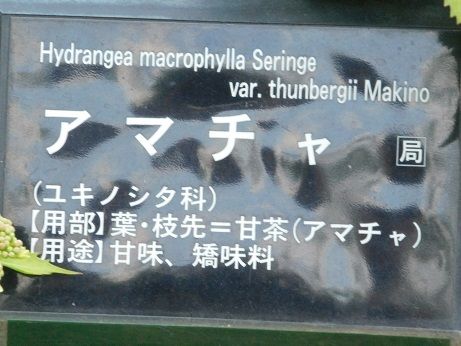 Hydrangea macrophylla Seringe
var. thunbergii Makino
アマチャ 局
(ユキノシタ科)
【用部】葉・枝先=甘茶(アマチャ)
【用途】甘味、矯味料